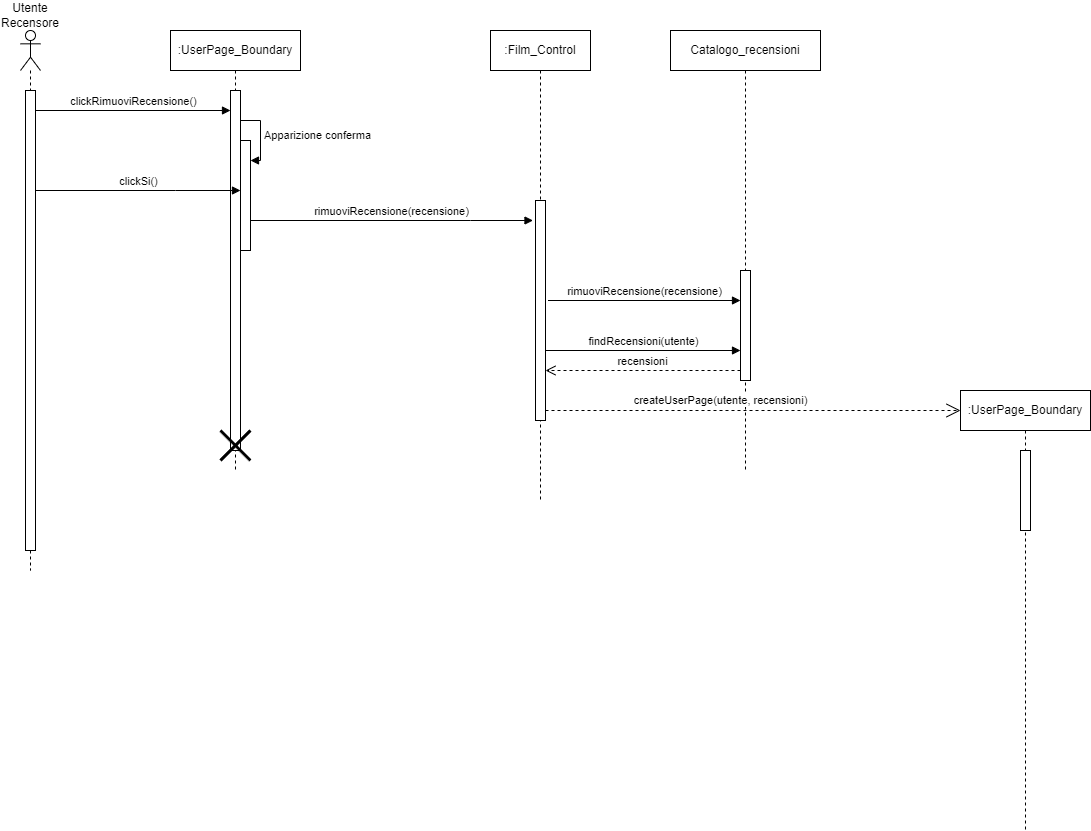 Utente
Recensore
:UserPage_Boundary
:Film_Control
Catalogo_recensioni
clickRimuoviRecensione()
Apparizione conferma
clickSi()
rimuoviRecensione(recensione)
rimuoviRecensione(recensione)
findRecensioni(utente)
recensioni
createUserPage(utente, recensioni)
:UserPage_Boundary